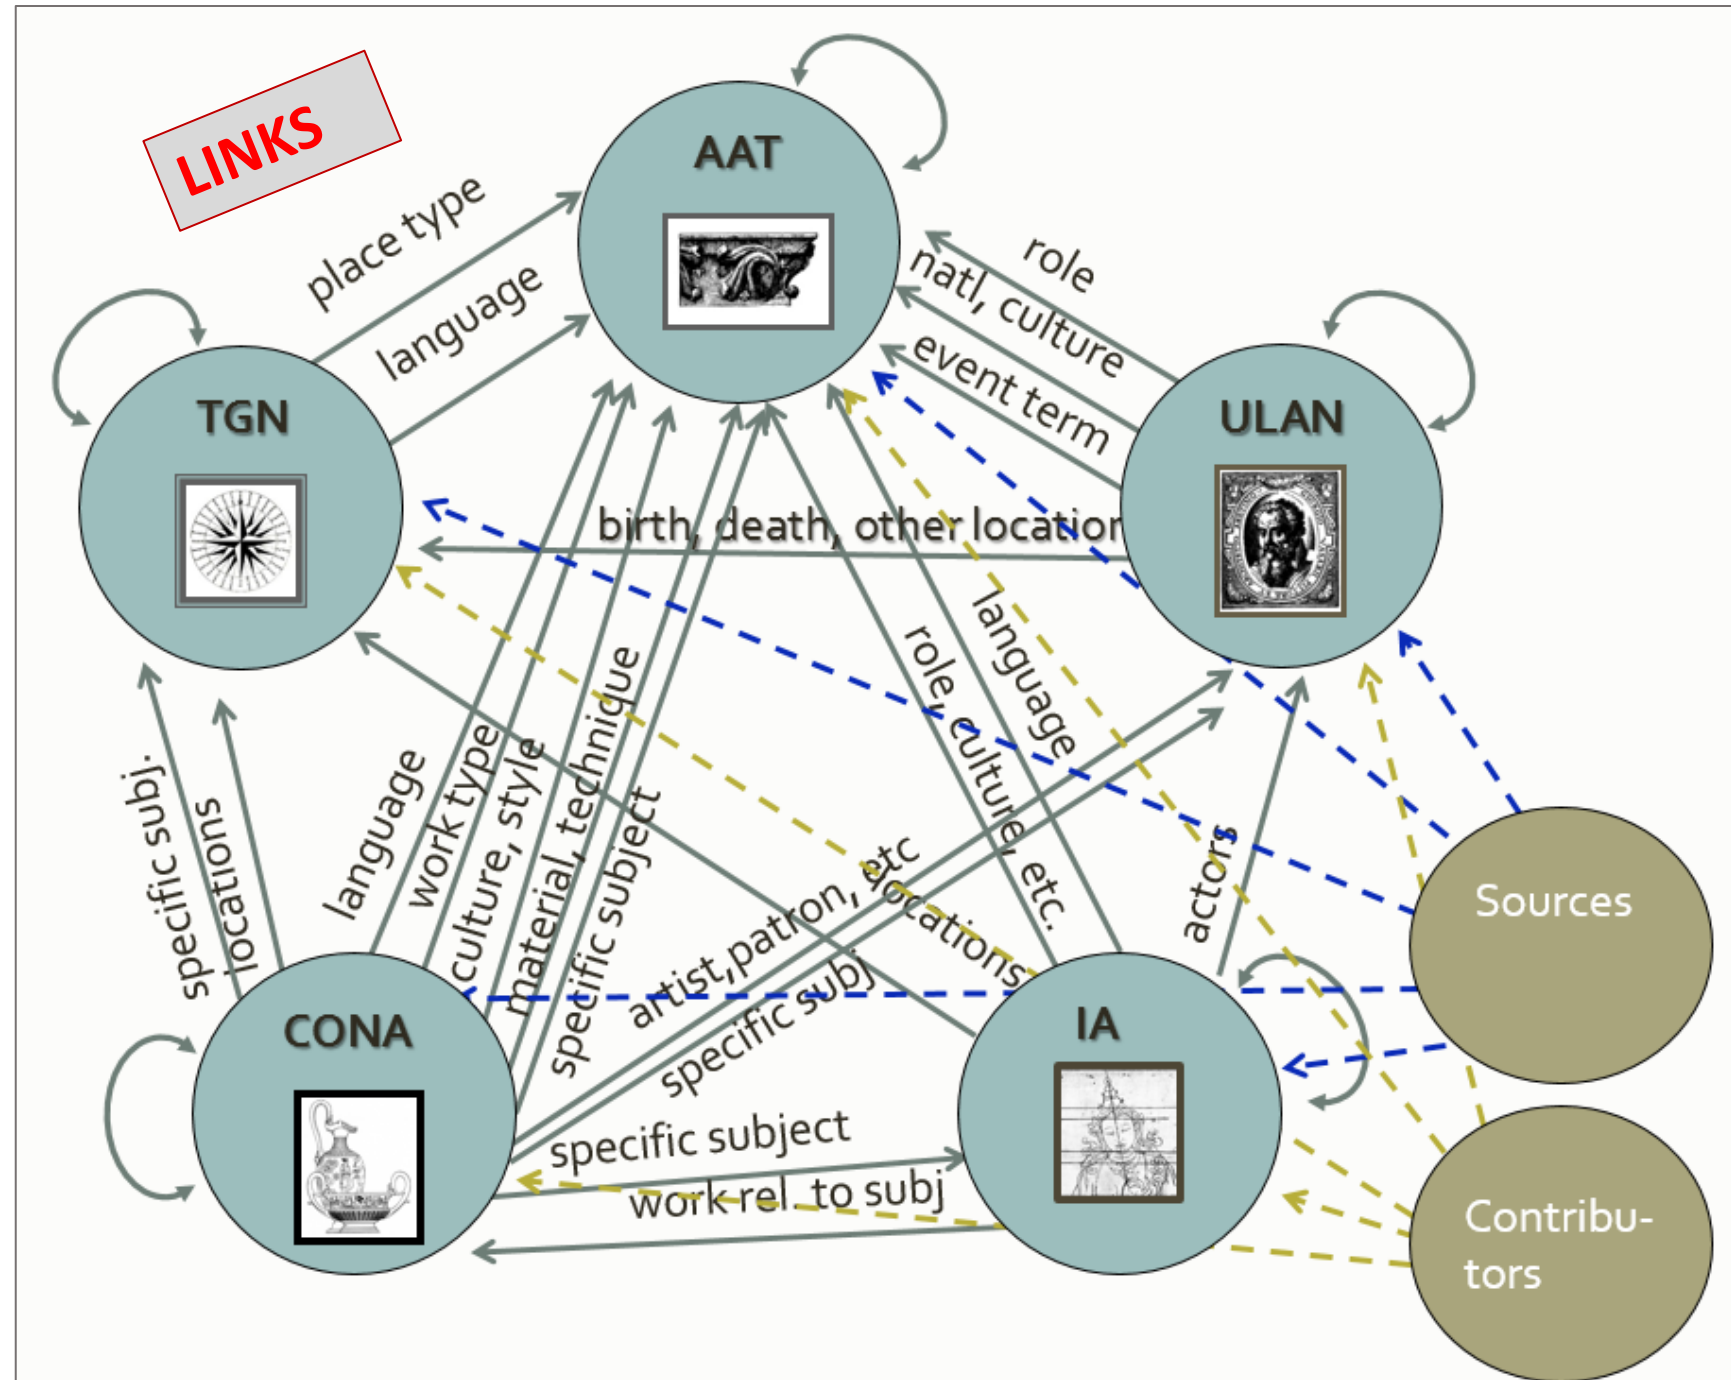 LINKS
AAT
place type
language
role
natl, culture
event term
TGN
ULAN
birth, death, other location
language
role, culture, etc.
specific subj.
locations
language
work type
culture, style
material, technique
specific subject
artist,patron, etc
specific subj
locations
actors
Sources
CONA
IA
specific subject
work rel. to subj
Contribu-
tors